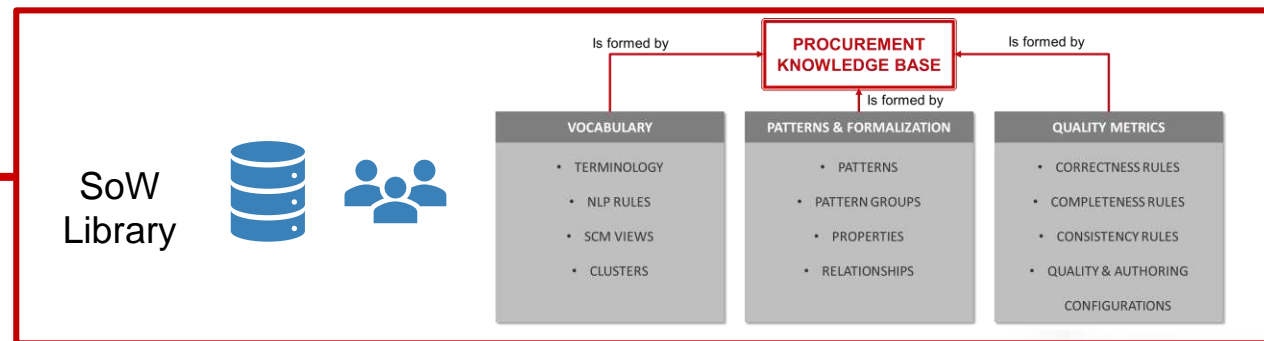 Is formed by
PROCUREMENT
KNOWLEDGE BASE
Is formed by
Is formed by
SoW
Library
VOCABULARY
• TERMINOLOGY
• NLP RULES
• SCM VIEWS
• CLUSTERS
PATTERNS & FORMALIZATION
• PATTERNS
• PATTERN GROUPS
• PROPERTIES
• RELATIONSHIPS
QUALITY METRICS
• CORRECTNESS RULES
• COMPLETENESS RULES
• CONSISTENCY RULES
• QUALITY & AUTHORING
CONFIGURATIONS